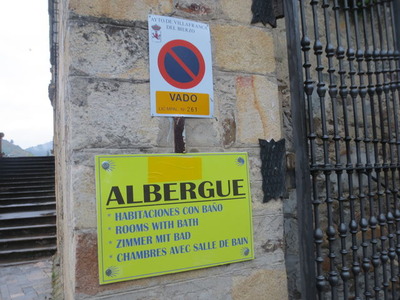 AYTO DE VILLAFRANCA
DEL BIERZO
VADO
ALBERGUE
· HABITACIONES CON BAÑO
· ROOMS WITH BATH
· ZIMMER MIT BAD
· CHAMBRES AVEC SALLE DE BAIN